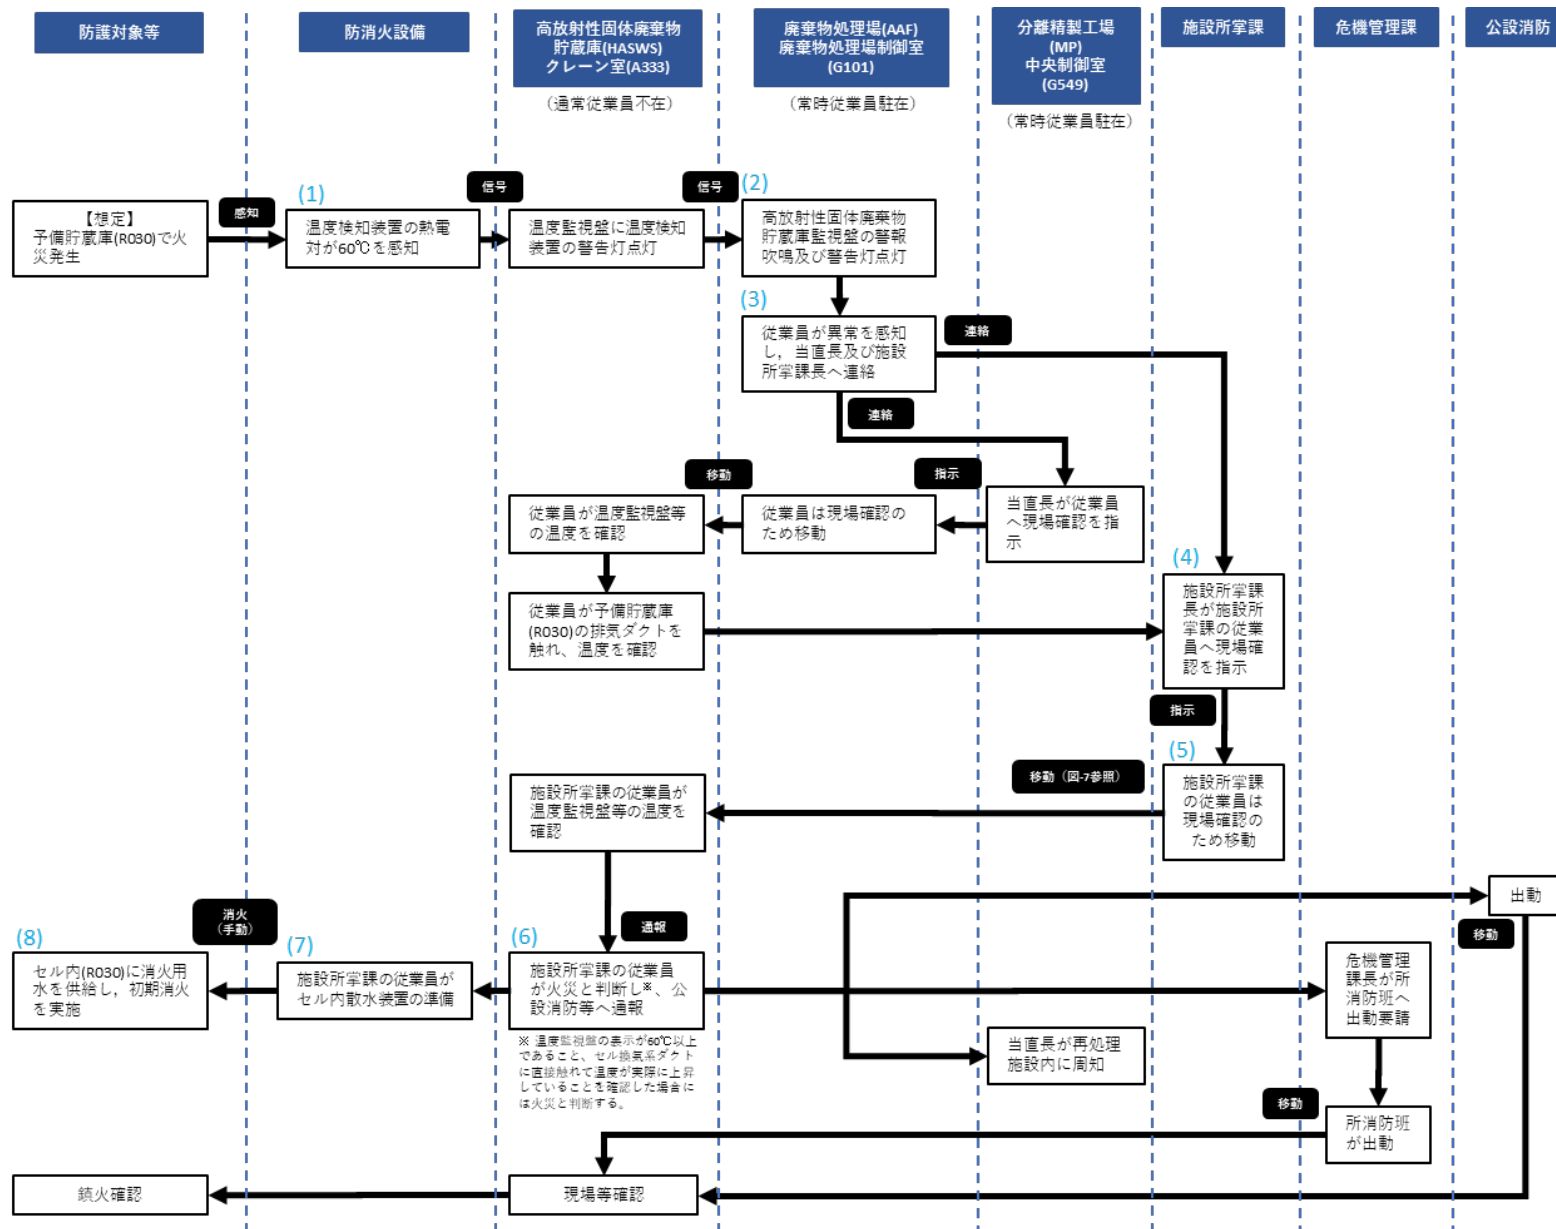 防護対象等
防消火設備
高放射性固体廃棄物
貯蔵庫(HASWS)
クレーン室(A333)
(通常従業員不在)
廃棄物処理場(AAF)
廃棄物処理場制御室
(G101)
(常時従業員駐在)
分離精製工場
(MP)
中央制御室
(G549)
(常時従業員駐在)
施設所掌課
危機管理課
公設消防
【想定】
予備貯蔵庫(R030)で火
災発生
感知
(1)
温度検知装置の熱電
対が60℃を感知
信号
温度監視盤に温度検知
装置の警告灯点灯
信号
(2)
高放射性固体廃棄物
貯蔵庫監視盤の警報
吹鳴及び警告灯点灯
(3)
従業員が異常を感知
し，当直長及び施設
所掌課長へ連絡
連絡
連絡
移動
指示
従業員が温度監視盤等
の温度を確認
従業員は現場確認の
ため移動
当直長が従業員
へ現場確認を指
示
(4)
施設所掌課
長が施設所
掌課の従業
員へ現場確
認を指示
従業員が予備貯蔵庫
(R030)の排気ダクトを
触れ、温度を確認
指示
(5)
施設所掌課
の従業員は
現場確認の
ため移動
移動（図-7参照）
施設所掌課の従業員が
温度監視盤等の温度を
確認
出動
移動
消火
（手動）
通報
(8)
セル内(R030)に消火用
水を供給し，初期消火
を実施
(7)
施設所掌課の従業員が
セル内散水装置の準備
(6)
施設所掌課の従業員
が火災と判断し※、公
設消防等へ通報
※ 温度監視盤の表示が60℃以上
であること、セル換気系ダクト
に直接触れて温度が実際に上昇
していることを確認した場合に
は火災と判断する。
危機管理
課長が所
消防班へ
出動要請
当直長が再処理
施設内に周知
移動
所消防班
が出動
鎮火確認
現場等確認